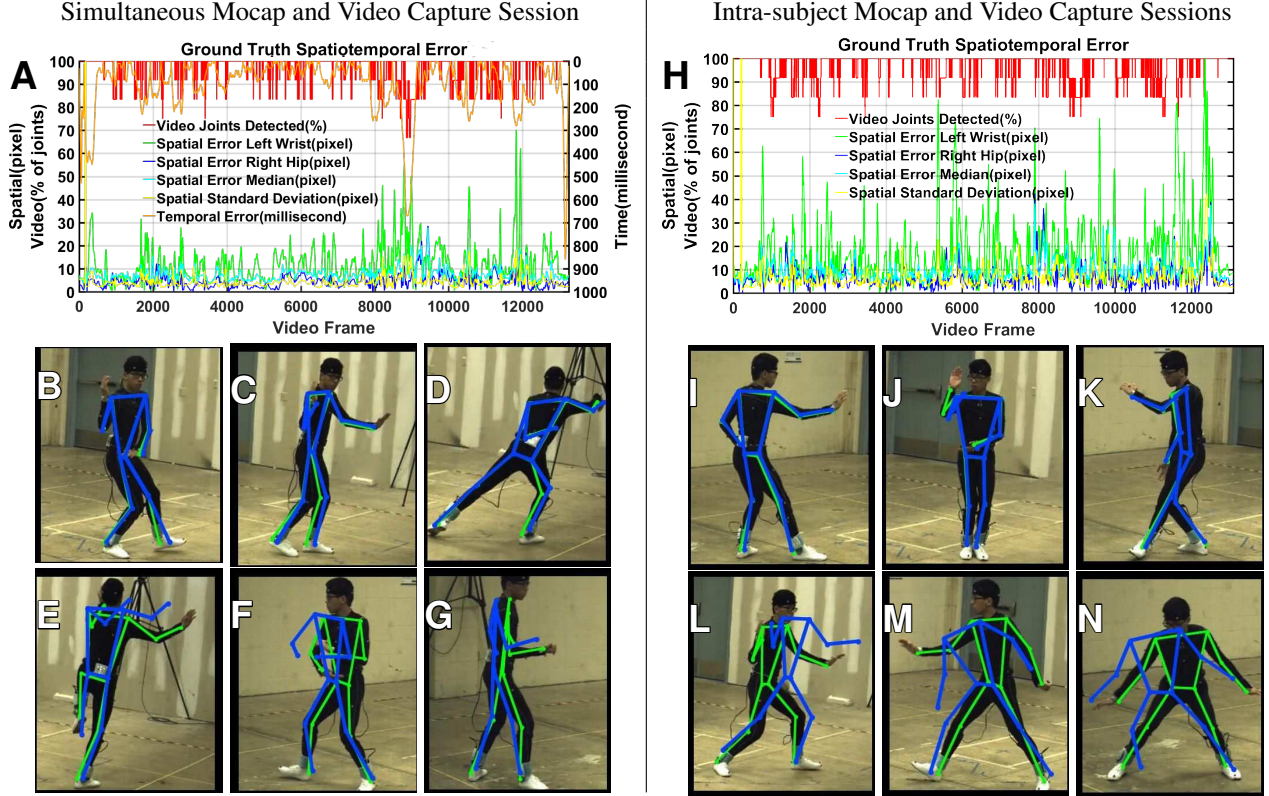 Simultaneous Mocap and Video Capture Session
Ground Truth Spatiotemporal Error
A
Spatial(pixel)
Video(% of joints)
100
90
80
70
60
50
40
30
20
10
0
Video Joints Detected(%)
Spatial Error Left Wrist(pixel)
Spatial Error Right Hip(pixel)
Spatial Error Median(pixel)
Spatial Standard Deviation(pixel)
Temporal Error(millisecond)
0
100
200
300
400
500
600
700
800
900
1000
Time(millisecond)
0 2000 4000 6000 8000 10000 12000
Video Frame
B C D
E F G
Intra-subject Mocap and Video Capture Sessions
Ground Truth Spatiotemporal Error
H
Spatial(pixel)
Video(% of joints)
100
90
80
70
60
50
40
30
20
10
0
Video Joints Detected(%)
Spatial Error Left Wrist(pixel)
Spatial Error Right Hip(pixel)
Spatial Error Median(pixel)
Spatial Standard Deviation(pixel)
0 2000 4000 6000 8000 10000 12000
Video Frame
I J K
L M N